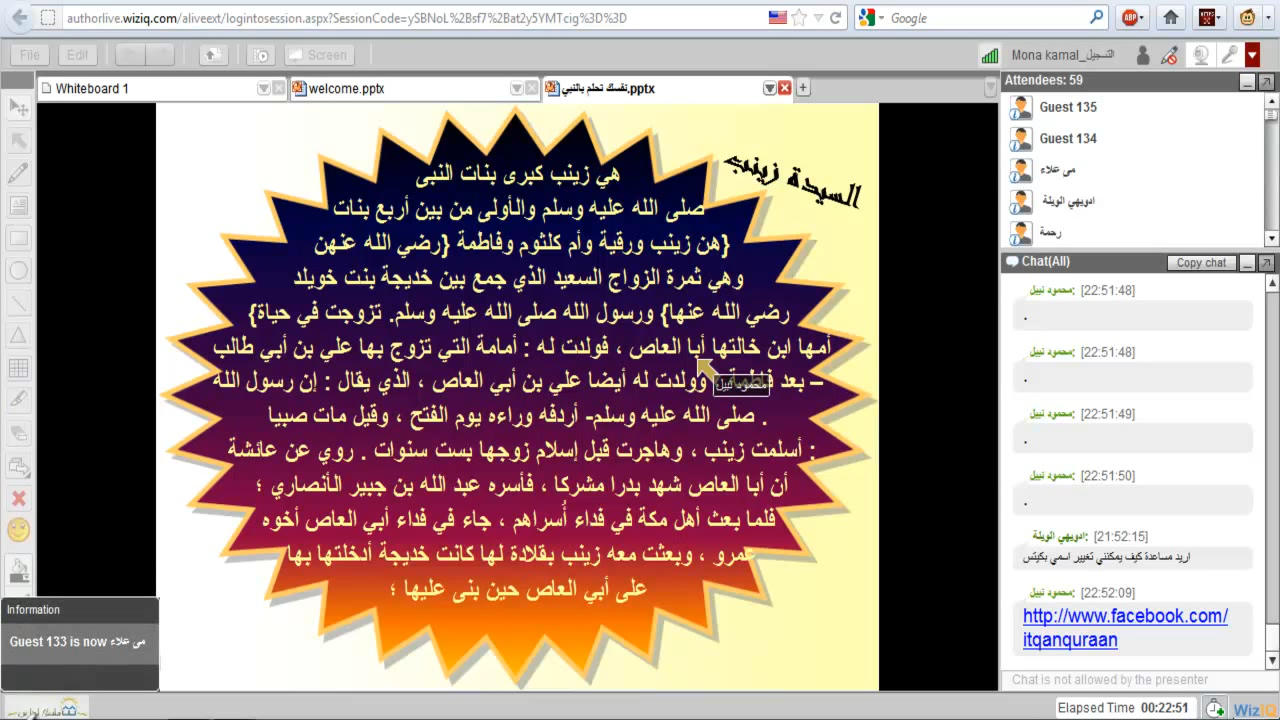 authorlive.wiziq.com/aliveext/logintosession.aspx?SessionCode=ySBNoL%2Bsf7%2Bat2y5YMTcig%3D%3D
Google
ABP
File
Edit
Screen
Mona kamal_التسجيل
Whiteboard 1
welcome.pptx
نفسك تحلم بالنبي.pptx
Attendees: 59
Guest 135
Guest 134
مى علاء
ادويهي الويلة
رحمة
السيدة زينب
هي زينب كبرى بنات النبى
صلى الله عليه وسلم والأولى من بين أربع بنات
{هن زينب ورقية وأم كلثوم وفاطمة {رضي الله عنهن
وهي ثمرة الزواج السعيد الذي جمع بين خديجة بنت خويلد
رضي الله عنها} ورسول الله صلى الله عليه وسلم. تزوجت في حياة}
أمها ابن خالتها أبا العاص ، فولدت له : أمامة التي تزوج بها علي بن أبي طالب
– بعد فاطمة ، وولدت له أيضا علي بن أبي العاص ، الذي يقال : إن رسول الله
. صلى الله عليه وسلم- أردفه وراءه يوم الفتح ، وقيل مات صبيا
: أسلمت زينب ، وهاجرت قبل إسلام زوجها بست سنوات . روي عن عائشة
أن أبا العاص شهد بدرا مشركا ، فأسره عبد الله بن جبير الأنصاري ؛
فلما بعث أهل مكة في فداء أُسراهم ، جاء في فداء أبي العاص أخوه
عمرو ، وبعثت معه زينب بقلادة لها كانت خديجة أدخلتها بها
على أبي العاص حين بنى عليها ؛
محمود نبيل
Chat(All)
Copy chat
محمود نبيل: [22:51:48]
.
محمود نبيل: [22:51:48]
.
محمود نبيل: [22:51:49]
.
محمود نبيل: [22:51:50]
.
ادويهي الويلة: [21:52:15]
اريد مساعدة كيف يمكنني تغيير اسمي بكيتس
محمود نبيل: [22:52:09]
http://www.facebook.com/
itqanquraan
Chat is not allowed by the presenter
Information
Guest 133 is now مى علاء
Elapsed Time 00:22:51
WizIQ